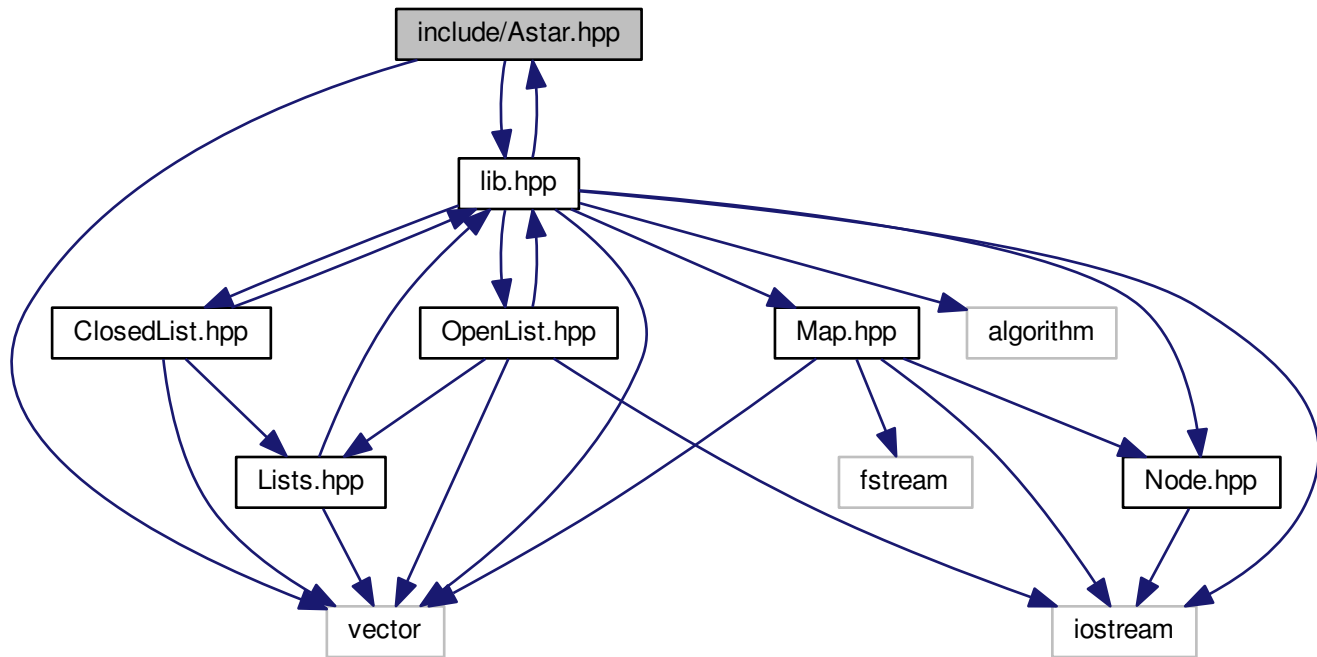 include/Astar.hpp
lib.hpp
ClosedList.hpp
OpenList.hpp
Map.hpp
algorithm
Lists.hpp
fstream
Node.hpp
vector
iostream